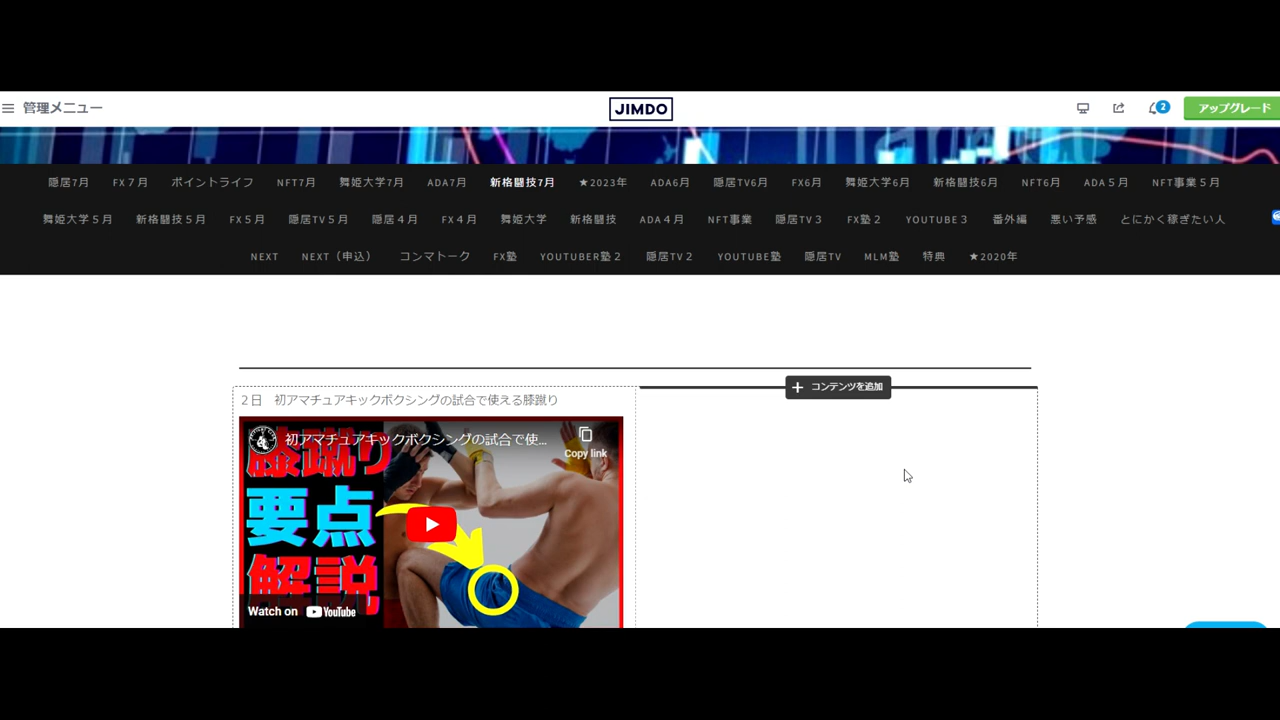 管理メニュー
JIMDO
2
アップグレード
隠居7月 FX７月 ポイントライフ NFT7月 舞姫大学7月 ADA7月 新格闘技7月 ★2023年 ADA6月 隠居TV6月 FX6月 舞姫大学6月 新格闘技6月 NFT6月 ADA５月 NFT事業５月
舞姫大学５月 新格闘技５月 FX５月 隠居TV５月 隠居４月 FX４月 舞姫大学 新格闘技 ADA４月 NFT事業 隠居TV３ FX塾２ YOUTUBE３ 番外編 悪い予感 とにかく稼ぎたい人
NEXT NEXT（申込） コンマトーク FX塾 YOUTUBER塾２ 隠居TV２ YOUTUBE塾 隠居TV MLM塾 特典 ★2020年
コンテンツを追加
２日　初アマチュアキックボクシングの試合で使える膝蹴り
初アマチュアキックボクシングの試合で使...
Copy link
膝蹴り
要点
解説
Watch on YouTube